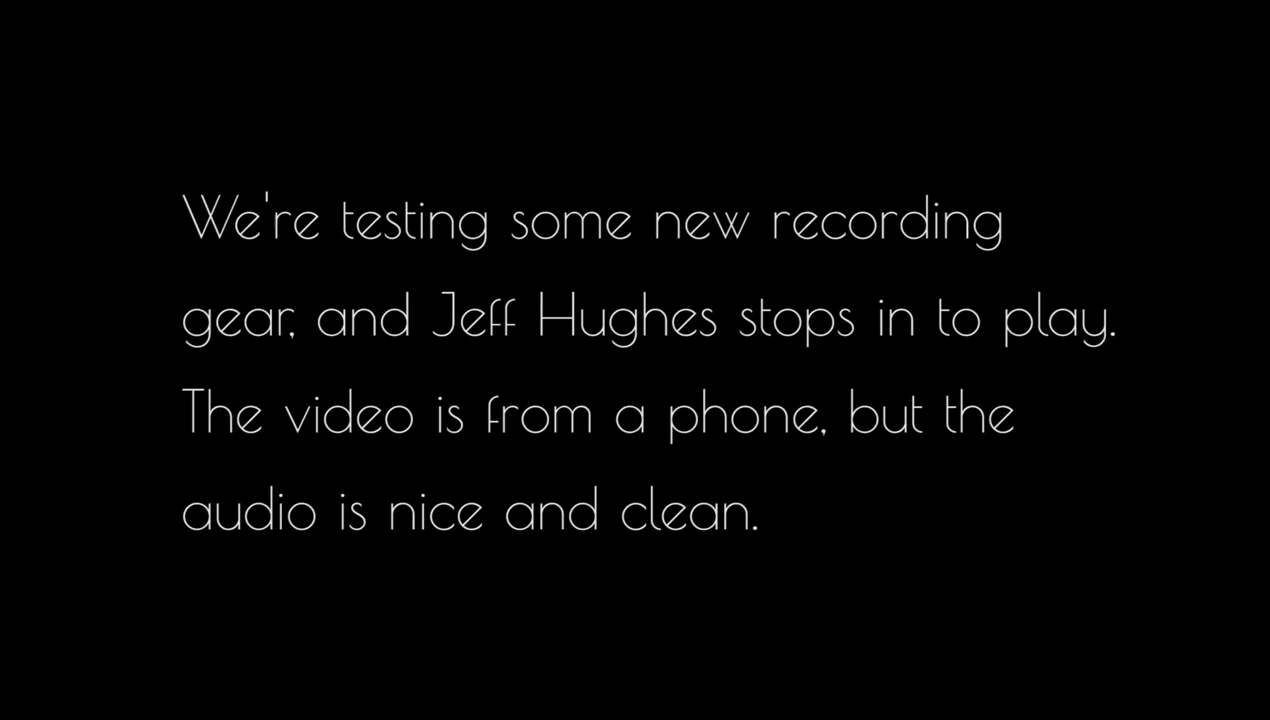 We're testing some new recording
gear, and Jeff Hughes stops in to play.
The video is from a phone, but the
audio is nice and clean.